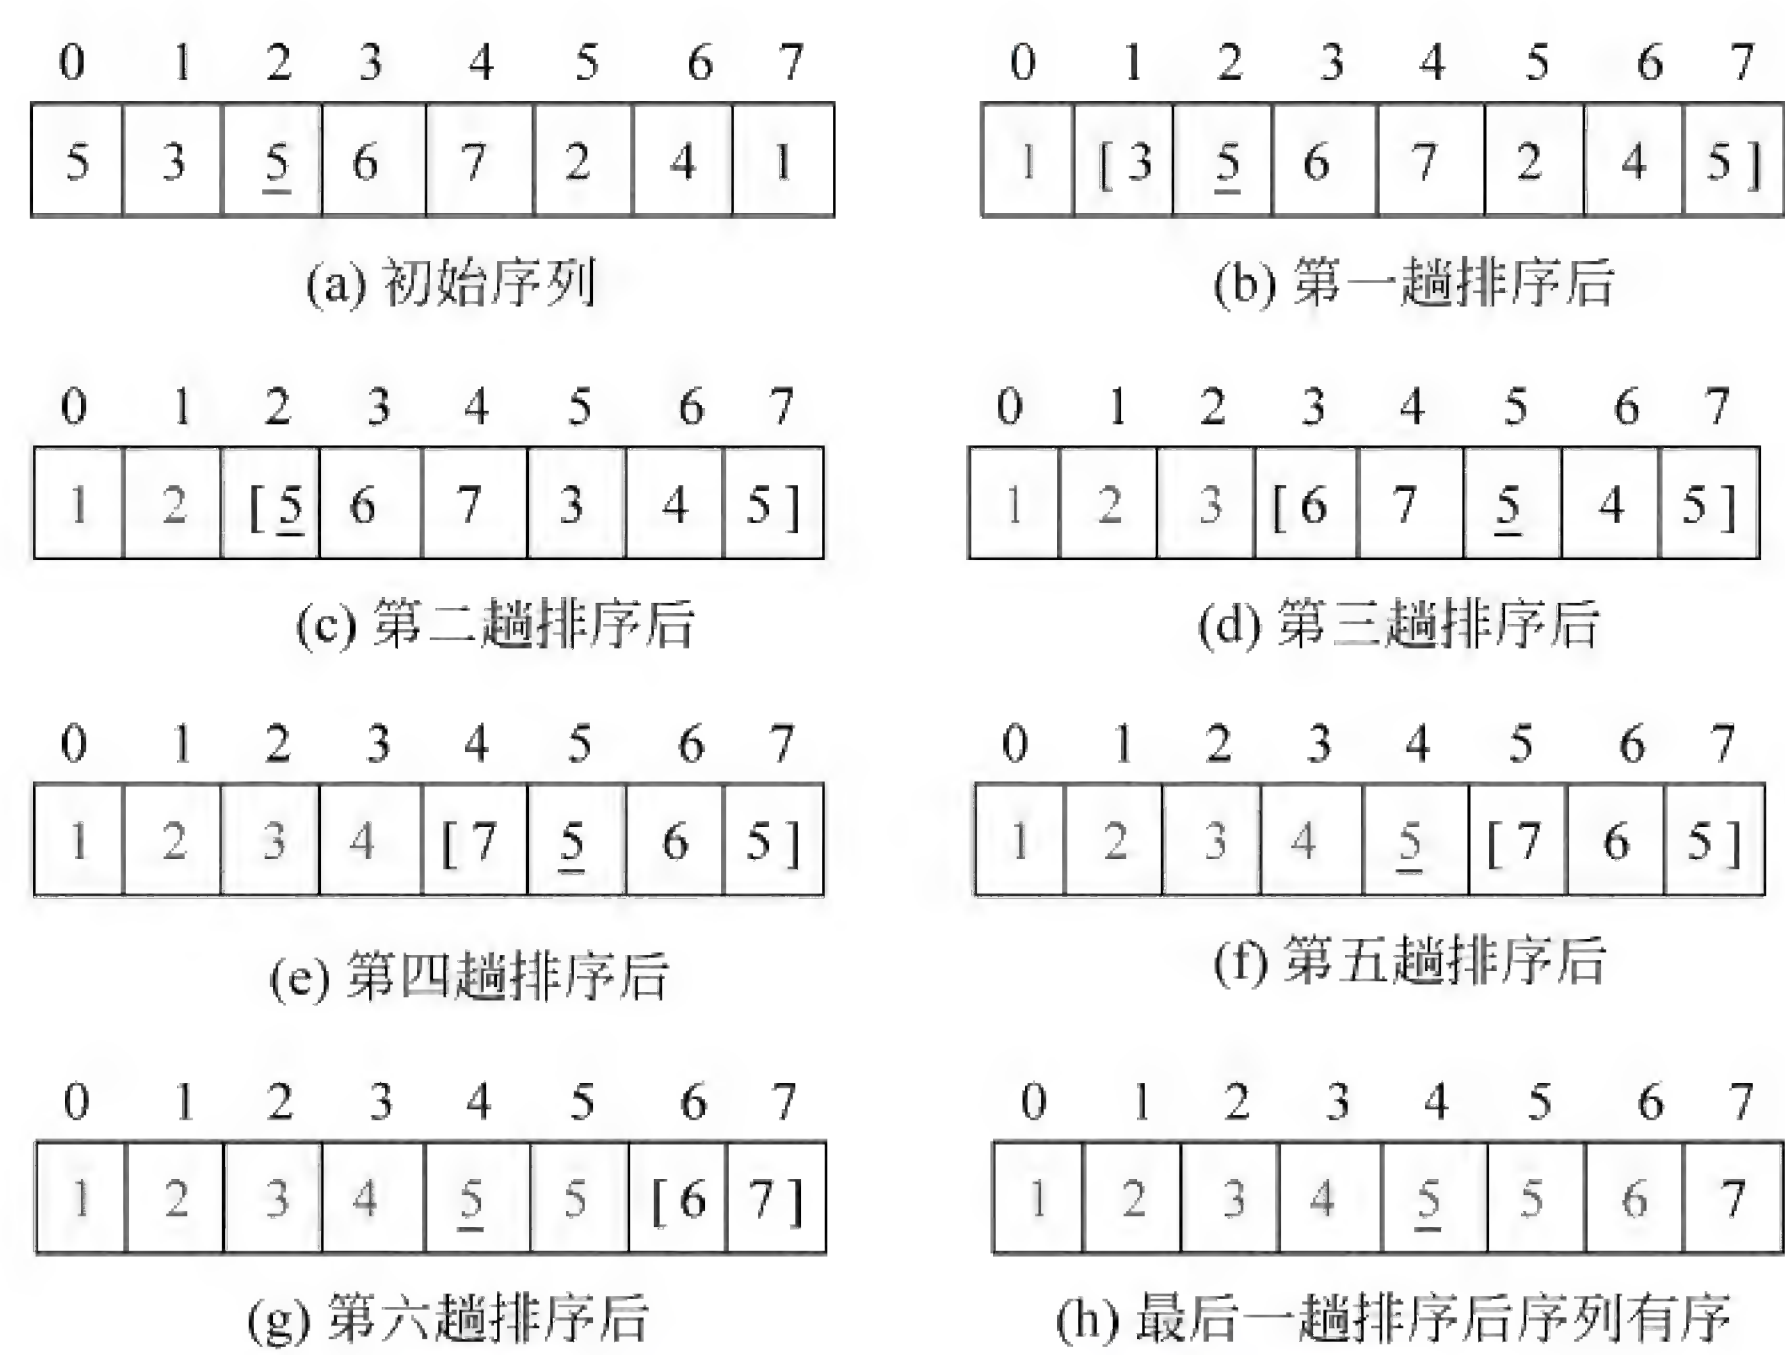 0 1 2 3 4 5 6 7
5 3 5 6 7 2 4 1
(a) 初始序列
0 1 2 3 4 5 6 7
1 [3 5 6 7 2 4 5]
(b) 第一趟排序后
0 1 2 3 4 5 6 7
1 2 [5 6 7 3 4 5]
(c) 第二趟排序后
0 1 2 3 4 5 6 7
1 2 3 [6 7 5 4 5]
(d) 第三趟排序后
0 1 2 3 4 5 6 7
1 2 3 4 [7 5 6 5]
(e) 第四趟排序后
0 1 2 3 4 5 6 7
1 2 3 4 5 [7 6 5]
(f) 第五趟排序后
0 1 2 3 4 5 6 7
1 2 3 4 5 5 [6 7]
(g) 第六趟排序后
0 1 2 3 4 5 6 7
1 2 3 4 5 5 6 7
(h) 最后一趟排序后序列有序